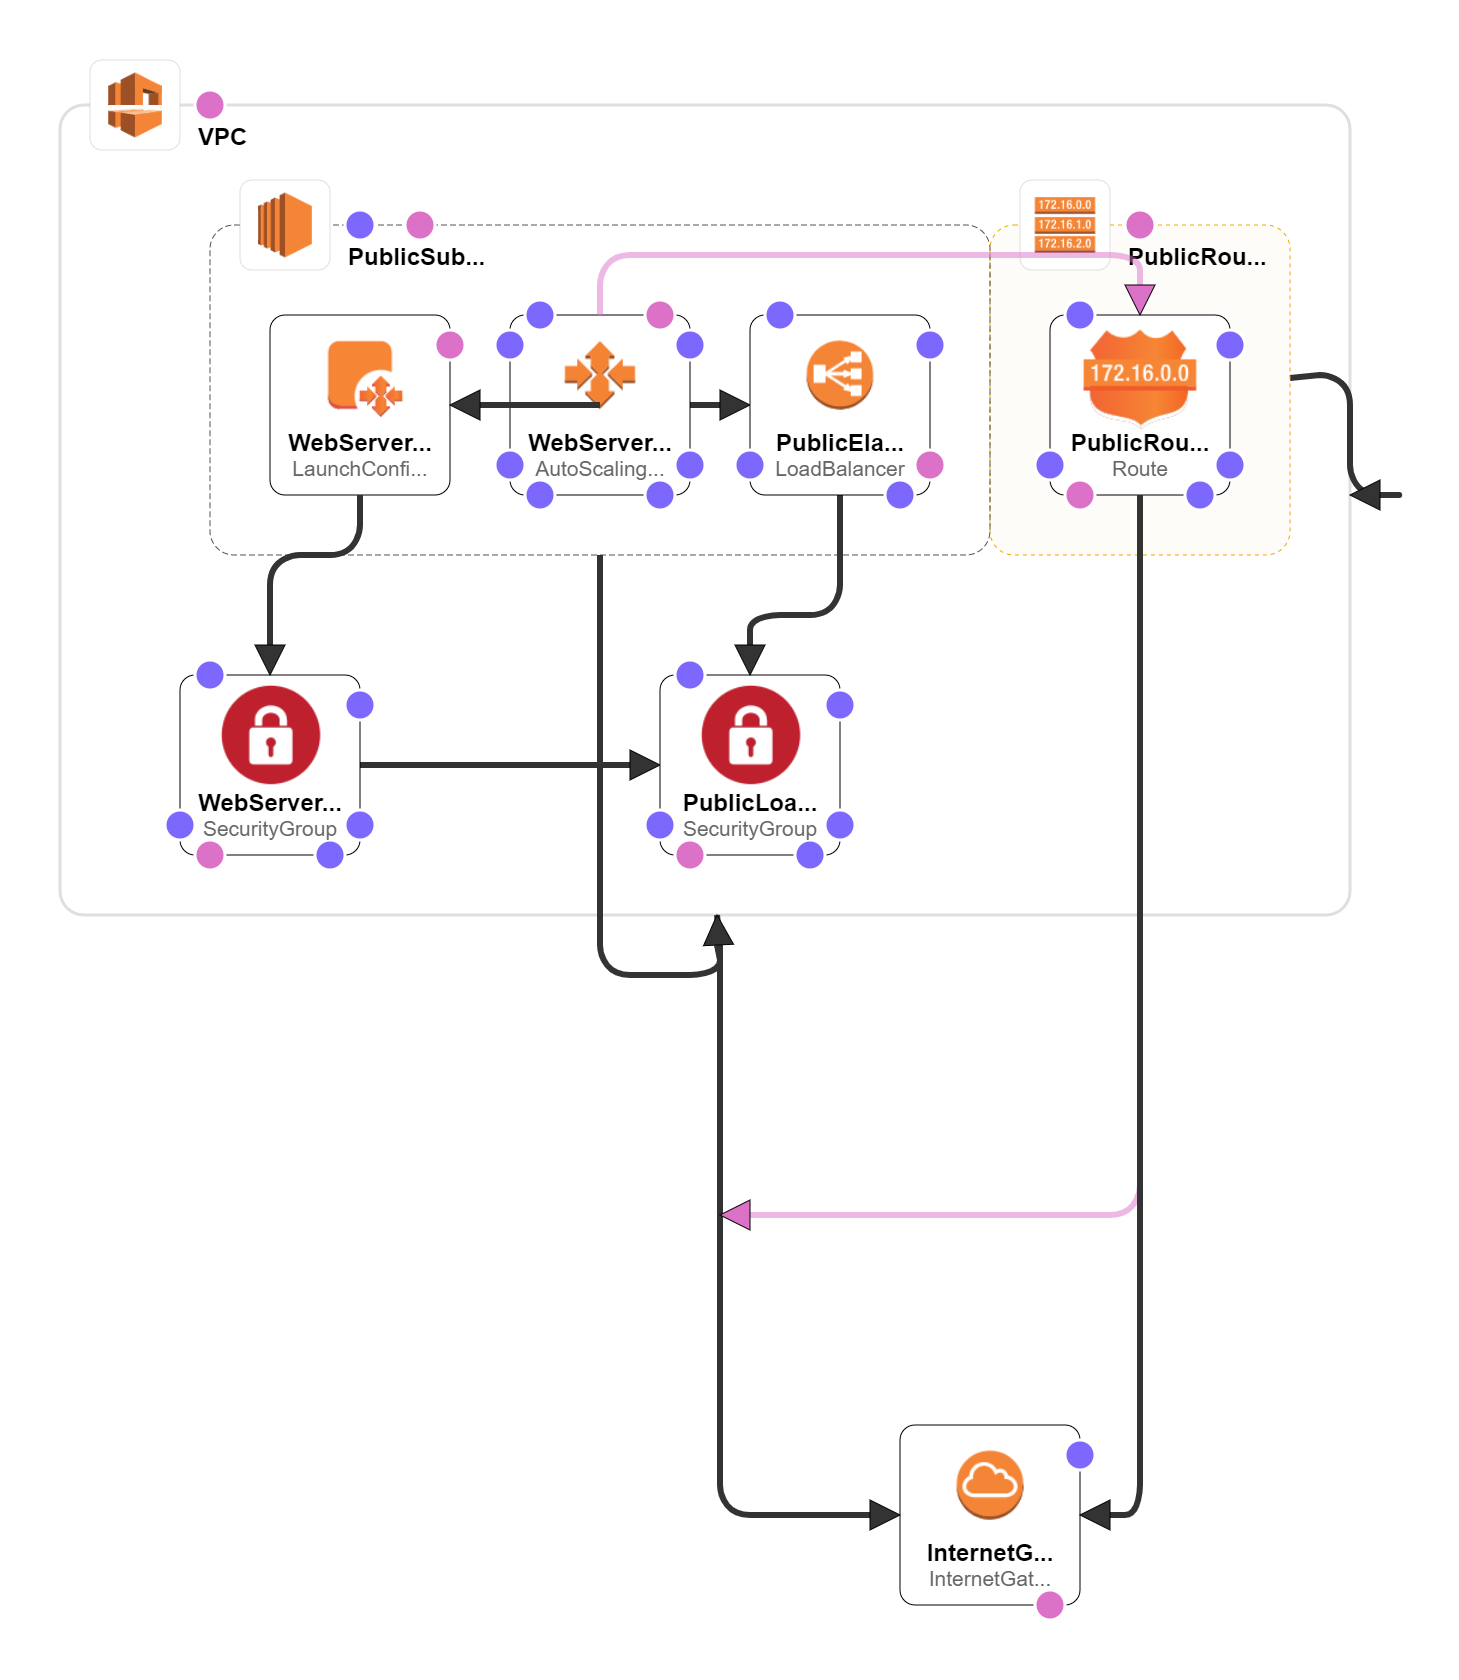 VPC
172.16.0.0
172.16.1.0
172.16.2.0
PublicSub...
PublicRou...
172.16.0.0
WebServer...
LaunchConfi...
WebServer...
AutoScaling...
PublicEla...
LoadBalancer
PublicRou...
Route
WebServer...
SecurityGroup
PublicLoa...
SecurityGroup
InternetG...
InternetGat...